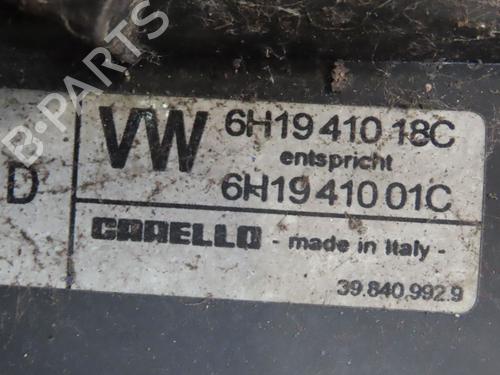 VW 6H19 410 18C
entspricht
6H19 410 01C
D
CARELLO - made in Italy -
39.840.992.9
B-PARTS